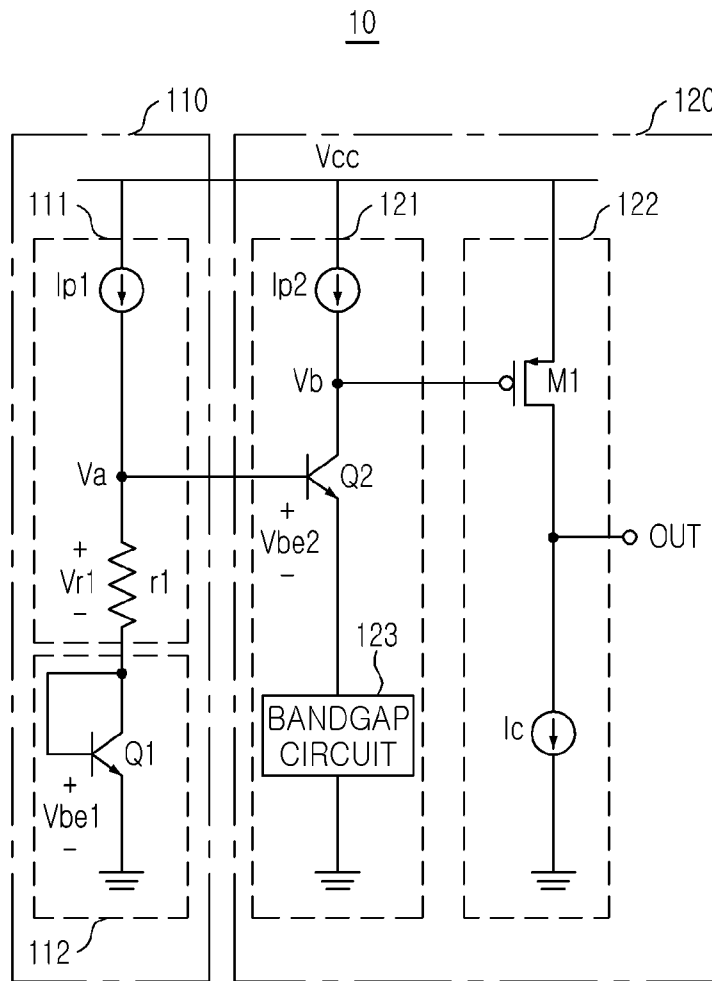 10
110
120
Vcc
111
121
122
Ip1
Ip2
Vb
M1
Va
Q2
+
Vbe2
−
+
Vr1
−
r1
OUT
123
BANDGAP
CIRCUIT
Ic
Q1
+
Vbe1
−
112